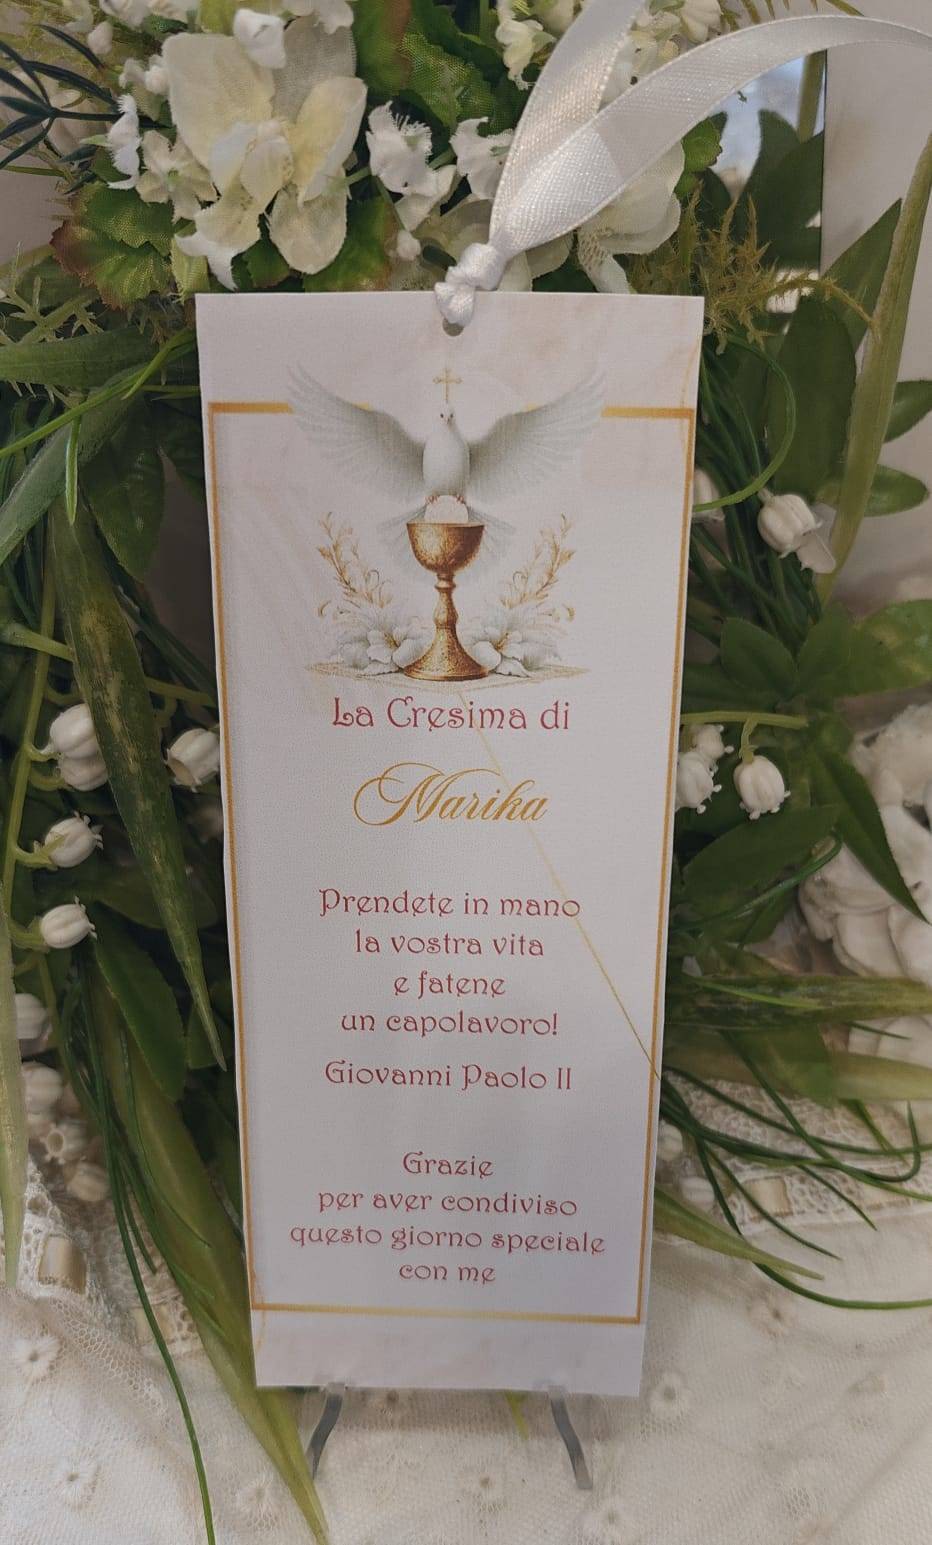 La Cresima di
Marika
Prendete in mano
la vostra vita
e fatene
un capolavoro!
Giovanni Paolo II
Grazie
per aver condiviso
questo giorno speciale
con me